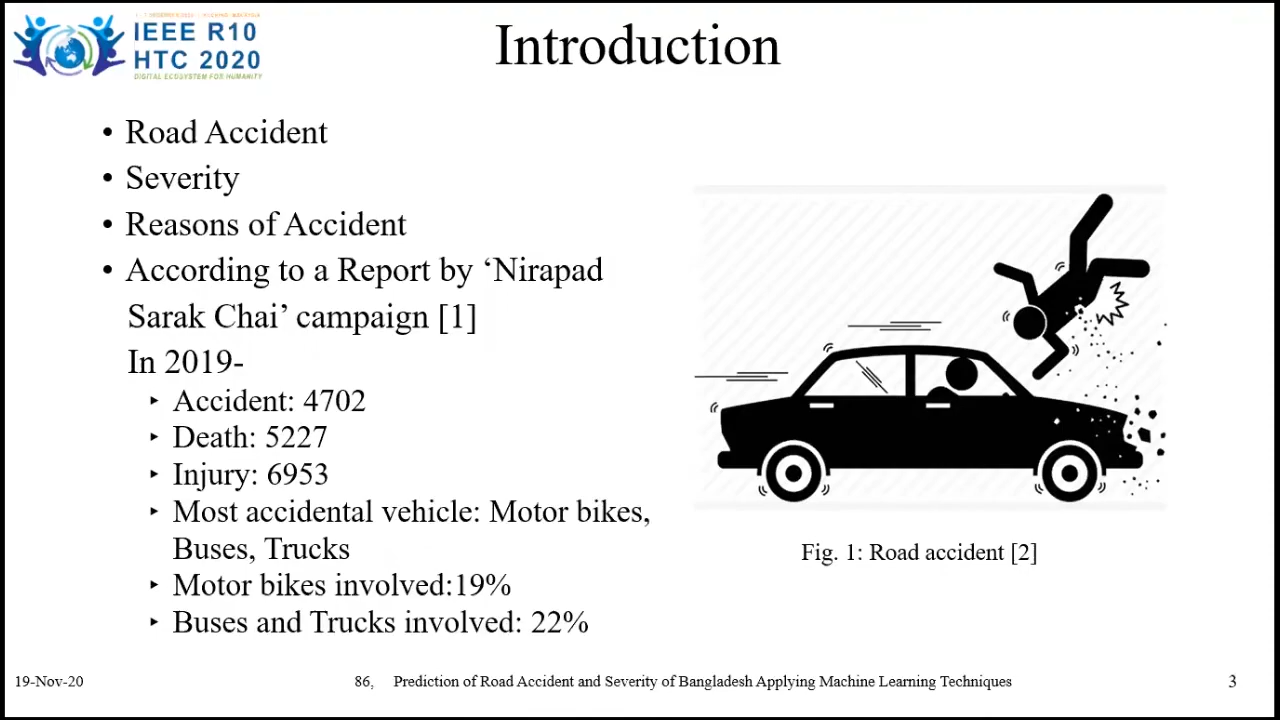 IEEE R10
HTC 2020
DIGITAL ECOSYSTEM FOR HUMANITY
Introduction
• Road Accident
• Severity
• Reasons of Accident
• According to a Report by ‘Nirapad
Sarak Chai’ campaign [1]
In 2019-
‣ Accident: 4702
‣ Death: 5227
‣ Injury: 6953
‣ Most accidental vehicle: Motor bikes,
Buses, Trucks
‣ Motor bikes involved:19%
‣ Buses and Trucks involved: 22%
Fig. 1: Road accident [2]
19-Nov-20
86, Prediction of Road Accident and Severity of Bangladesh Applying Machine Learning Techniques
3